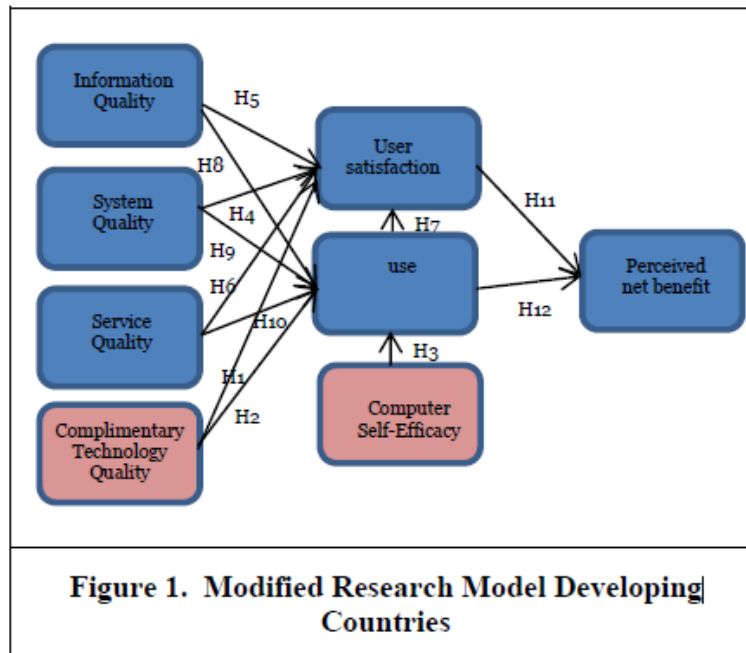 Information
Quality
H5
User
satisfaction
H8
System
Quality
H4
H11
H7
H9
use
Perceived
net benefit
H6
H12
Service
Quality
H10
H3
H1
Computer
Self-Efficacy
H2
Complimentary
Technology
Quality
Figure 1. Modified Research Model Developing
Countries